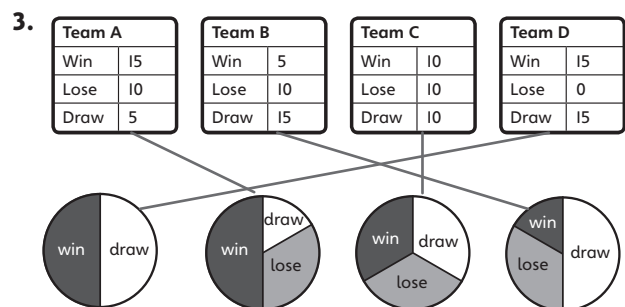 3.
Team A
Win 15
Lose 10
Draw 5
Team B
Win 5
Lose 10
Draw 15
Team C
Win 10
Lose 10
Draw 10
Team D
Win 15
Lose 0
Draw 15
win draw
win draw lose
win draw lose
win lose draw